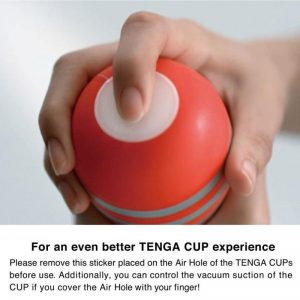 For an even better TENGA CUP experience
Please remove this sticker placed on the Air Hole of the TENGA CUPs
before use. Additionally, you can control the vacuum suction of the
CUP if you cover the Air Hole with your finger!